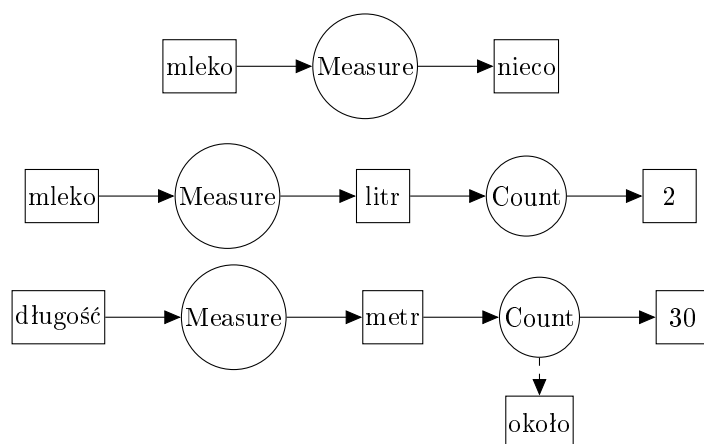 mleko Measure nieco
mleko Measure litr Count 2
długość Measure metr Count 30
około